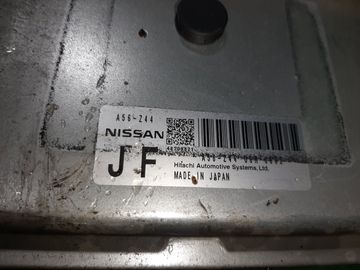 A56-Z44
NISSAN
JF
Hitachi Automotive Systems, Ltd.
MADE IN JAPAN